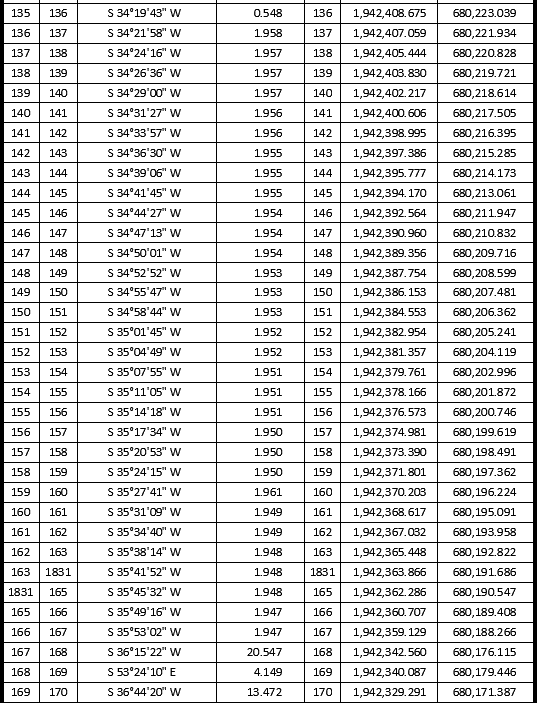 135 136 S 34°19'43" W 0.548 136 1,942,408.675 680,223.039
136 137 S 34°21'58" W 1.958 137 1,942,407.059 680,221.934
137 138 S 34°24'16" W 1.957 138 1,942,405.444 680,220.828
138 139 S 34°26'36" W 1.957 139 1,942,403.830 680,219.721
139 140 S 34°29'00" W 1.957 140 1,942,402.217 680,218.614
140 141 S 34°31'27" W 1.956 141 1,942,400.606 680,217.505
141 142 S 34°33'57" W 1.956 142 1,942,398.995 680,216.395
142 143 S 34°36'30" W 1.955 143 1,942,397.386 680,215.285
143 144 S 34°39'06" W 1.955 144 1,942,395.777 680,214.173
144 145 S 34°41'45" W 1.955 145 1,942,394.170 680,213.061
145 146 S 34°44'27" W 1.954 146 1,942,392.564 680,211.947
146 147 S 34°47'13" W 1.954 147 1,942,390.960 680,210.832
147 148 S 34°50'01" W 1.954 148 1,942,389.356 680,209.716
148 149 S 34°52'52" W 1.953 149 1,942,387.754 680,208.599
149 150 S 34°55'47" W 1.953 150 1,942,386.153 680,207.481
150 151 S 34°58'44" W 1.953 151 1,942,384.553 680,206.362
151 152 S 35°01'45" W 1.952 152 1,942,382.954 680,205.241
152 153 S 35°04'49" W 1.952 153 1,942,381.357 680,204.119
153 154 S 35°07'55" W 1.951 154 1,942,379.761 680,202.996
154 155 S 35°11'05" W 1.951 155 1,942,378.166 680,201.872
155 156 S 35°14'18" W 1.951 156 1,942,376.573 680,200.746
156 157 S 35°17'34" W 1.950 157 1,942,374.981 680,199.619
157 158 S 35°20'53" W 1.950 158 1,942,373.390 680,198.491
158 159 S 35°24'15" W 1.950 159 1,942,371.801 680,197.362
159 160 S 35°27'41" W 1.961 160 1,942,370.203 680,196.224
160 161 S 35°31'09" W 1.949 161 1,942,368.617 680,195.091
161 162 S 35°34'40" W 1.949 162 1,942,367.032 680,193.958
162 163 S 35°38'14" W 1.948 163 1,942,365.448 680,192.822
163 1831 S 35°41'52" W 1.948 1831 1,942,363.866 680,191.686
1831 165 S 35°45'32" W 1.948 165 1,942,362.286 680,190.547
165 166 S 35°49'16" W 1.947 166 1,942,360.707 680,189.408
166 167 S 35°53'02" W 1.947 167 1,942,359.129 680,188.266
167 168 S 36°15'22" W 20.547 168 1,942,342.560 680,176.115
168 169 S 53°24'10" E 4.149 169 1,942,340.087 680,179.446
169 170 S 36°44'20" W 13.472 170 1,942,329.291 680,171.387